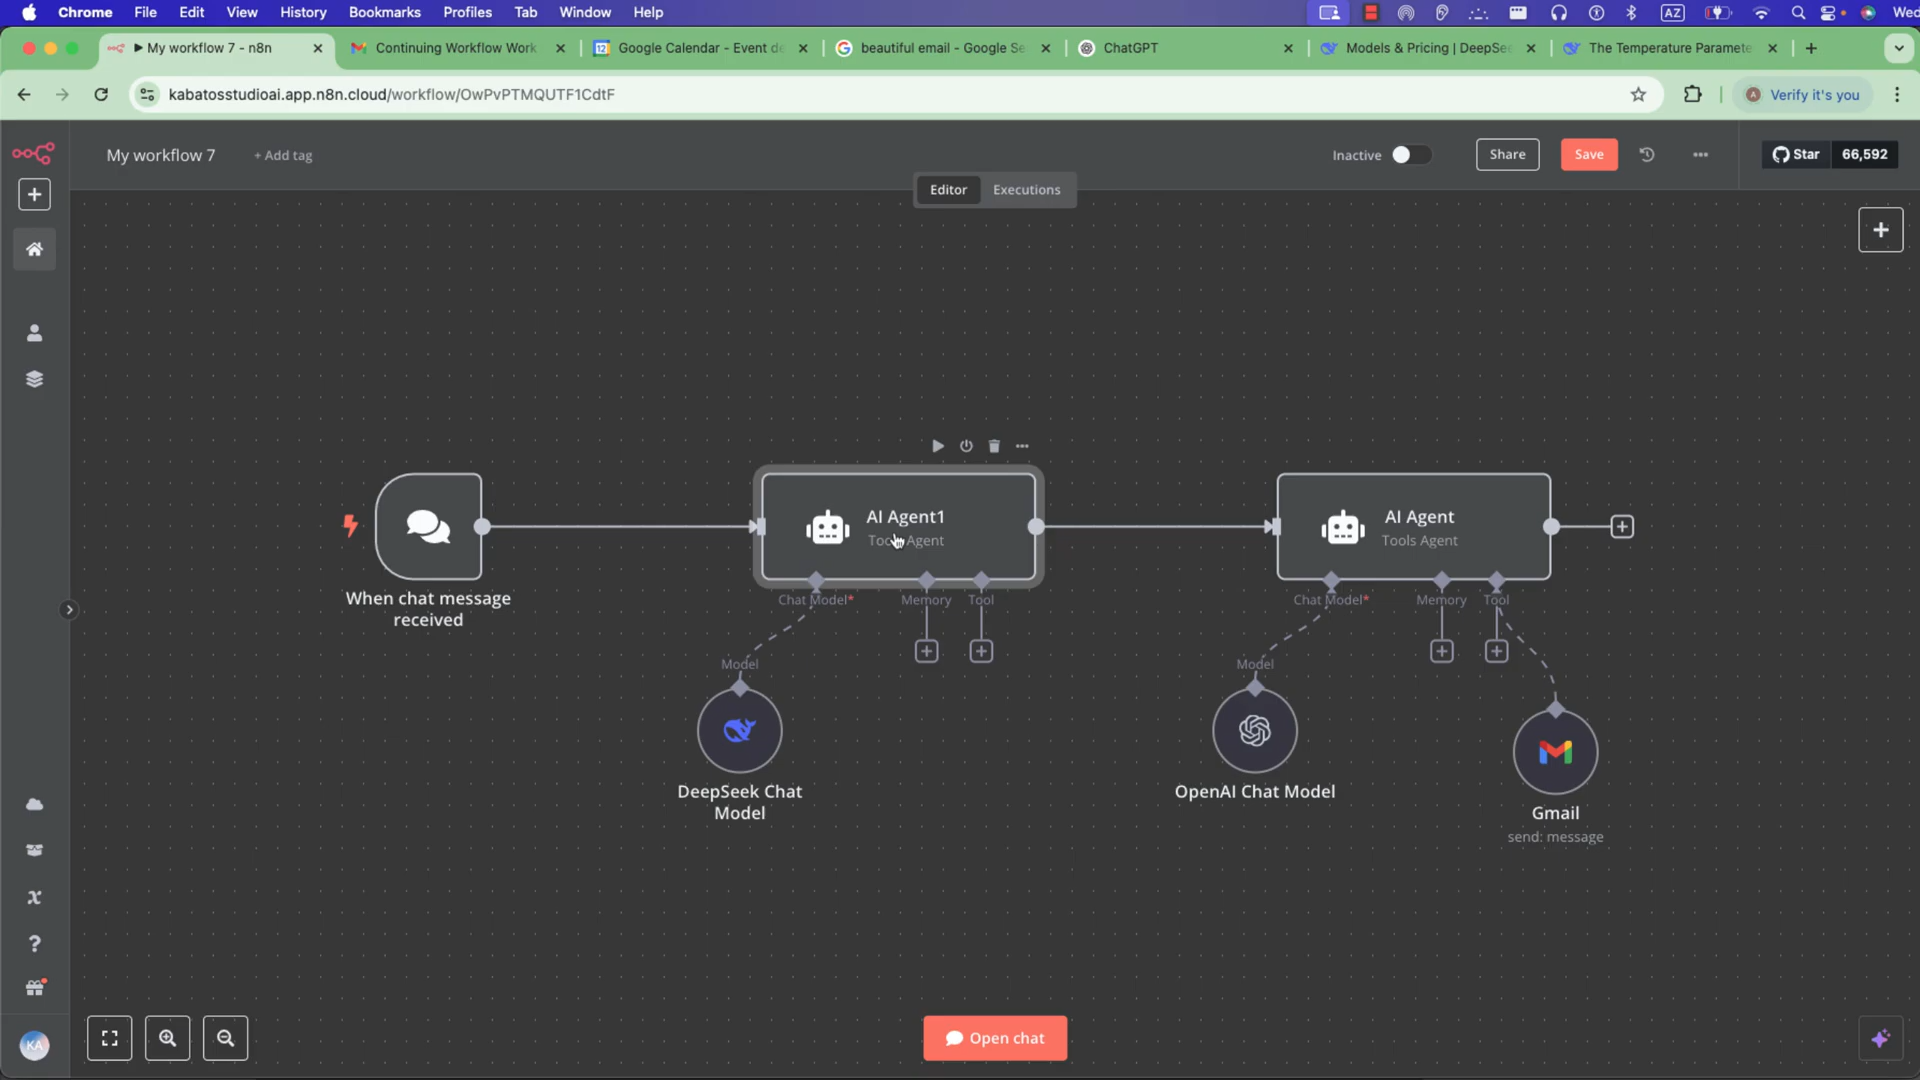 Chrome File Edit View History Bookmarks Profiles Tab Window Help AZ Wed
My workflow 7 - n8n Continuing Workflow Work Google Calendar - Event de beautiful email - Google Se ChatGPT Models & Pricing | DeepSee The Temperature Paramete
kabatosstudioai.app.n8n.cloud/workflow/OwPvPTMQUTF1CdtF Verify it's you
My workflow 7 + Add tag Inactive Share Save Star 66,592
Editor Executions
AI Agent1
Tools Agent
AI Agent
Tools Agent
When chat message
received
Chat Model* Memory Tool
Chat Model* Memory Tool
Model
Model
DeepSeek Chat
Model
OpenAI Chat Model
Gmail
send: message
Open chat
KA